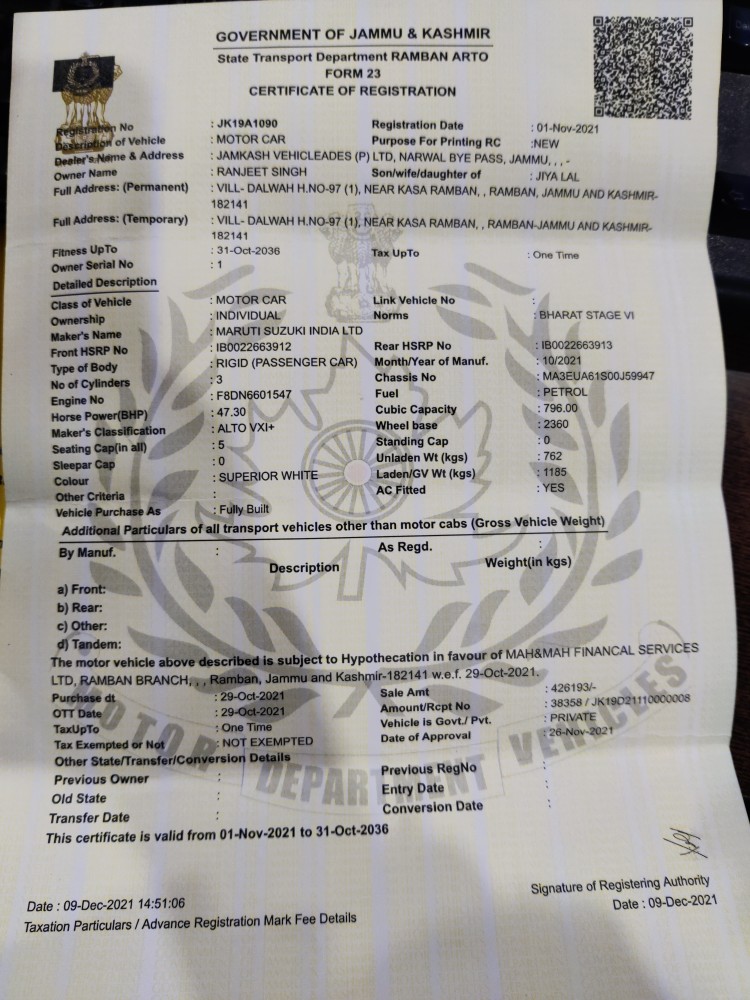 GOVERNMENT OF JAMMU & KASHMIR
State Transport Department RAMBAN ARTO
FORM 23
CERTIFICATE OF REGISTRATION
Registration No : JK19A1090 Registration Date : 01-Nov-2021
Description of Vehicle : MOTOR CAR Purpose For Printing RC :NEW
Dealer's Name & Address : JAMKASH VEHICLEADES (P) LTD, NARWAL BYE PASS, JAMMU, , , -
Owner Name : RANJEET SINGH Son/wife/daughter of : JIYA LAL
Full Address: (Permanent) : VILL- DALWAH H.NO-97 (1), NEAR KASA RAMBAN, , RAMBAN, JAMMU AND KASHMIR-
182141
Full Address: (Temporary) : VILL- DALWAH H.NO-97 (1), NEAR KASA RAMBAN, , RAMBAN-JAMMU AND KASHMIR-
182141
Fitness UpTo : 31-Oct-2036 Tax UpTo : One Time
Owner Serial No : 1
Detailed Description
Class of Vehicle : MOTOR CAR Link Vehicle No :
Ownership : INDIVIDUAL Norms : BHARAT STAGE VI
Maker's Name : MARUTI SUZUKI INDIA LTD
Front HSRP No : IB0022663912 Rear HSRP No : IB0022663913
Type of Body : RIGID (PASSENGER CAR) Month/Year of Manuf. : 10/2021
No of Cylinders : 3 Chassis No : MA3EUA61S00J59947
Engine No : F8DN6601547 Fuel : PETROL
Horse Power(BHP) : 47.30 Cubic Capacity : 796.00
Maker's Classification : ALTO VXI+ Wheel base : 2360
Seating Cap(in all) : 5 Standing Cap : 0
Sleepar Cap : 0 Unladen Wt (kgs) : 762
Colour : SUPERIOR WHITE Laden/GV Wt (kgs) : 1185
Other Criteria : AC Fitted : YES
Vehicle Purchase As : Fully Built
Additional Particulars of all transport vehicles other than motor cabs (Gross Vehicle Weight)
By Manuf. : As Regd. :
Description Weight(in kgs)
a) Front:
b) Rear:
c) Other:
d) Tandem:
The motor vehicle above described is subject to Hypothecation in favour of MAH&MAH FINANCAL SERVICES
LTD, RAMBAN BRANCH, , , Ramban, Jammu and Kashmir-182141 w.e.f. 29-Oct-2021.
Purchase dt : 29-Oct-2021 Sale Amt : 426193/-
OTT Date : 29-Oct-2021 Amount/Rcpt No : 38358 / JK19D21110000008
TaxUpTo : One Time Vehicle is Govt./ Pvt. : PRIVATE
Tax Exempted or Not : NOT EXEMPTED Date of Approval : 26-Nov-2021
Other State/Transfer/Conversion Details
Previous Owner : Previous RegNo :
Old State : Entry Date :
Transfer Date : Conversion Date :
MOTOR VEHICLES DEPARTMENT
This certificate is valid from 01-Nov-2021 to 31-Oct-2036
Signature of Registering Authority
Date : 09-Dec-2021 14:51:06 Date : 09-Dec-2021
Taxation Particulars / Advance Registration Mark Fee Details